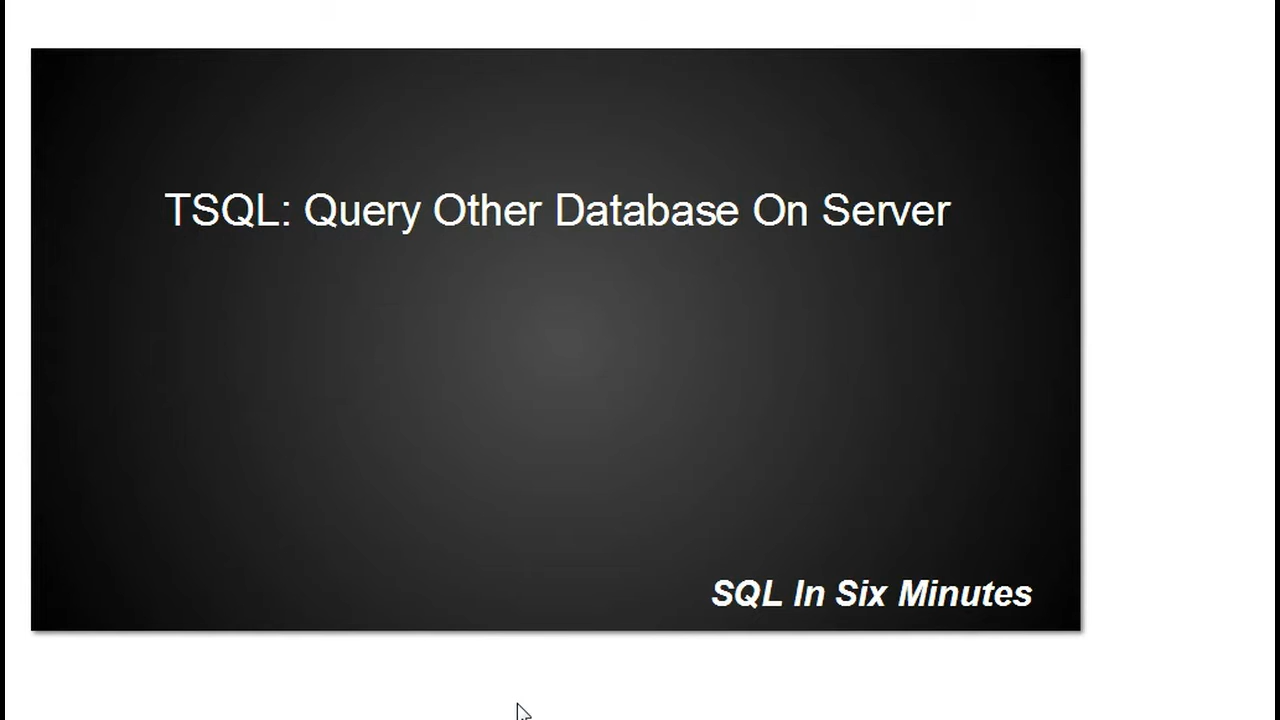 TSQL: Query Other Database On Server
SQL In Six Minutes